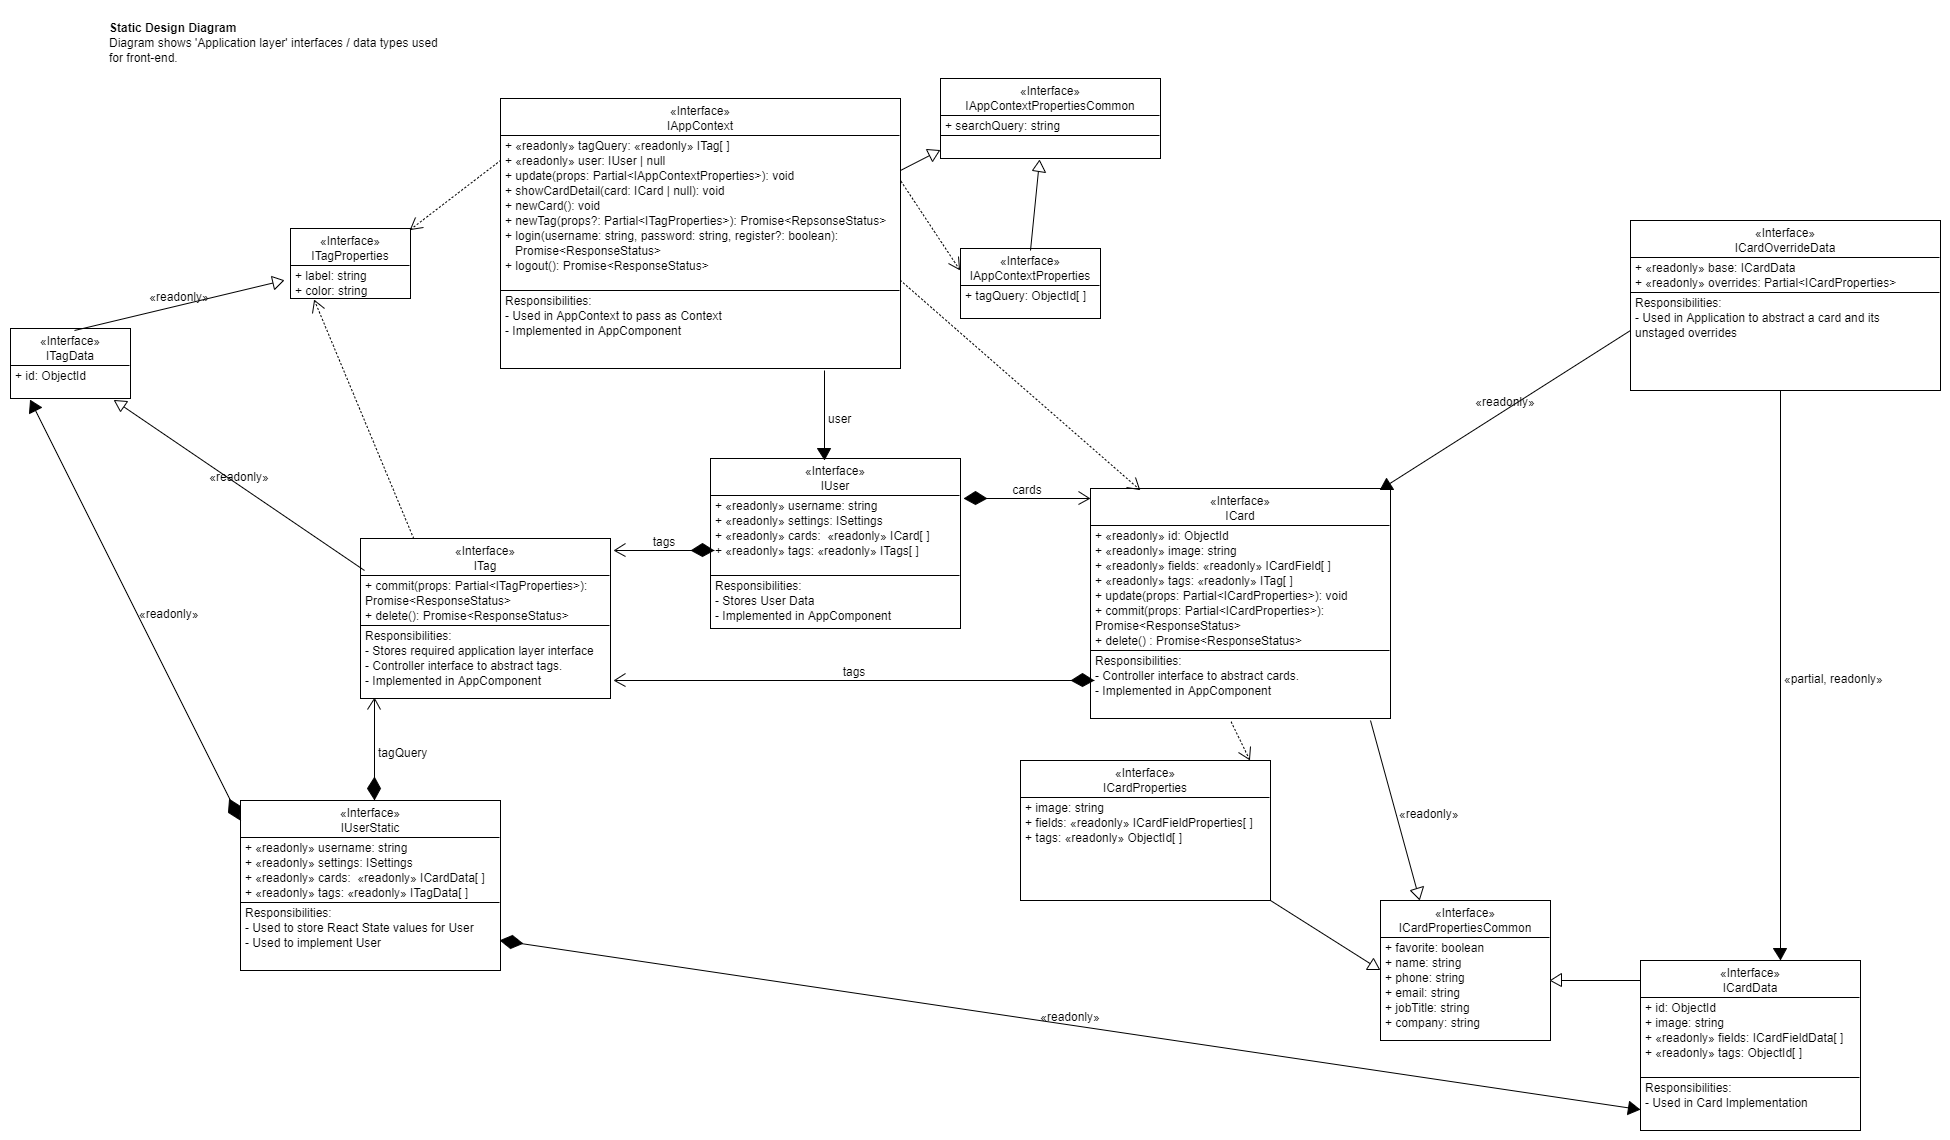 Static Design Diagram
Diagram shows 'Application layer' interfaces / data types used
for front-end.
«Interface»
IAppContext
+ «readonly» tagQuery: «readonly» ITag[ ]
+ «readonly» user: IUser | null
+ update(props: Partial<IAppContextProperties>): void
+ showCardDetail(card: ICard | null): void
+ newCard(): void
+ newTag(props?: Partial<ITagProperties>): Promise<RepsonseStatus>
+ login(username: string, password: string, register?: boolean):
Promise<ResponseStatus>
+ logout(): Promise<ResponseStatus>
Responsibilities:
- Used in AppContext to pass as Context
- Implemented in AppComponent
«Interface»
IAppContextPropertiesCommon
+ searchQuery: string
«Interface»
IAppContextProperties
+ tagQuery: ObjectId[ ]
«Interface»
ITagProperties
+ label: string
+ color: string
«readonly»
«Interface»
ITagData
+ id: ObjectId
«Interface»
ICardOverrideData
+ «readonly» base: ICardData
+ «readonly» overrides: Partial<ICardProperties>
Responsibilities:
- Used in Application to abstract a card and its
unstaged overrides
«readonly»
user
«readonly»
«Interface»
IUser
+ «readonly» username: string
+ «readonly» settings: ISettings
+ «readonly» cards:  «readonly» ICard[ ]
+ «readonly» tags: «readonly» ITags[ ]
Responsibilities:
- Stores User Data
- Implemented in AppComponent
cards
tags
«Interface»
ICard
+ «readonly» id: ObjectId
+ «readonly» image: string
+ «readonly» fields: «readonly» ICardField[ ]
+ «readonly» tags: «readonly» ITag[ ]
+ update(props: Partial<ICardProperties>): void
+ commit(props: Partial<ICardProperties>):
Promise<ResponseStatus>
+ delete() : Promise<ResponseStatus>
Responsibilities:
- Controller interface to abstract cards.
- Implemented in AppComponent
«Interface»
ITag
+ commit(props: Partial<ITagProperties>):
Promise<ResponseStatus>
+ delete(): Promise<ResponseStatus>
Responsibilities:
- Stores required application layer interface
- Controller interface to abstract tags.
- Implemented in AppComponent
«readonly»
tags
«partial, readonly»
tagQuery
«Interface»
ICardProperties
+ image: string
+ fields: «readonly» ICardFieldProperties[ ]
+ tags: «readonly» ObjectId[ ]
«readonly»
«Interface»
IUserStatic
+ «readonly» username: string
+ «readonly» settings: ISettings
+ «readonly» cards:  «readonly» ICardData[ ]
+ «readonly» tags: «readonly» ITagData[ ]
Responsibilities:
- Used to store React State values for User
- Used to implement User
«Interface»
ICardPropertiesCommon
+ favorite: boolean
+ name: string
+ phone: string
+ email: string
+ jobTitle: string
+ company: string
«readonly»
«Interface»
ICardData
+ id: ObjectId
+ image: string
+ «readonly» fields: ICardFieldData[ ]
+ «readonly» tags: ObjectId[ ]
Responsibilities:
- Used in Card Implementation